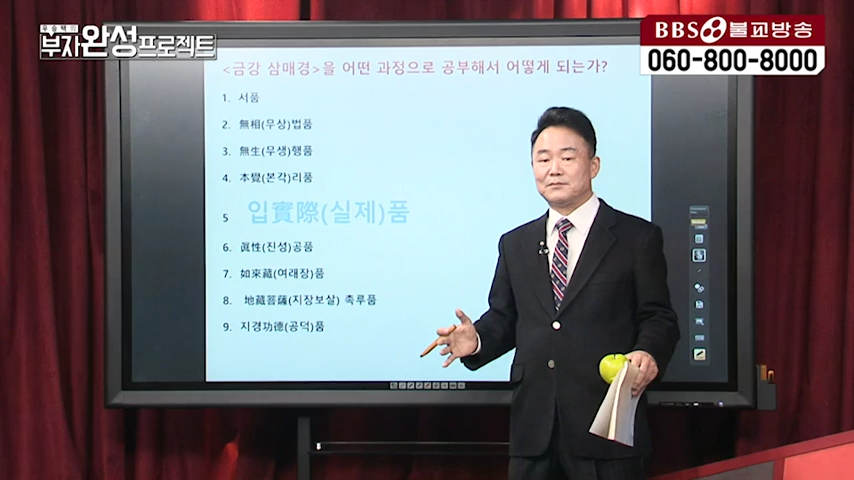 우승택의
부자완성프로젝트
BBS 불교방송
060-800-8000
<금강 삼매경>을 어떤 과정으로 공부해서 어떻게 되는가?
1. 서품
2. 無相(무상)법품
3. 無生(무생)행품
4. 本覺(본각)리품
5 입實際(실제)품
6. 眞性(진성)공품
7. 如來藏(여래장)품
8. 地藏菩薩(지장보살) 촉루품
9. 지경功德(공덕)품